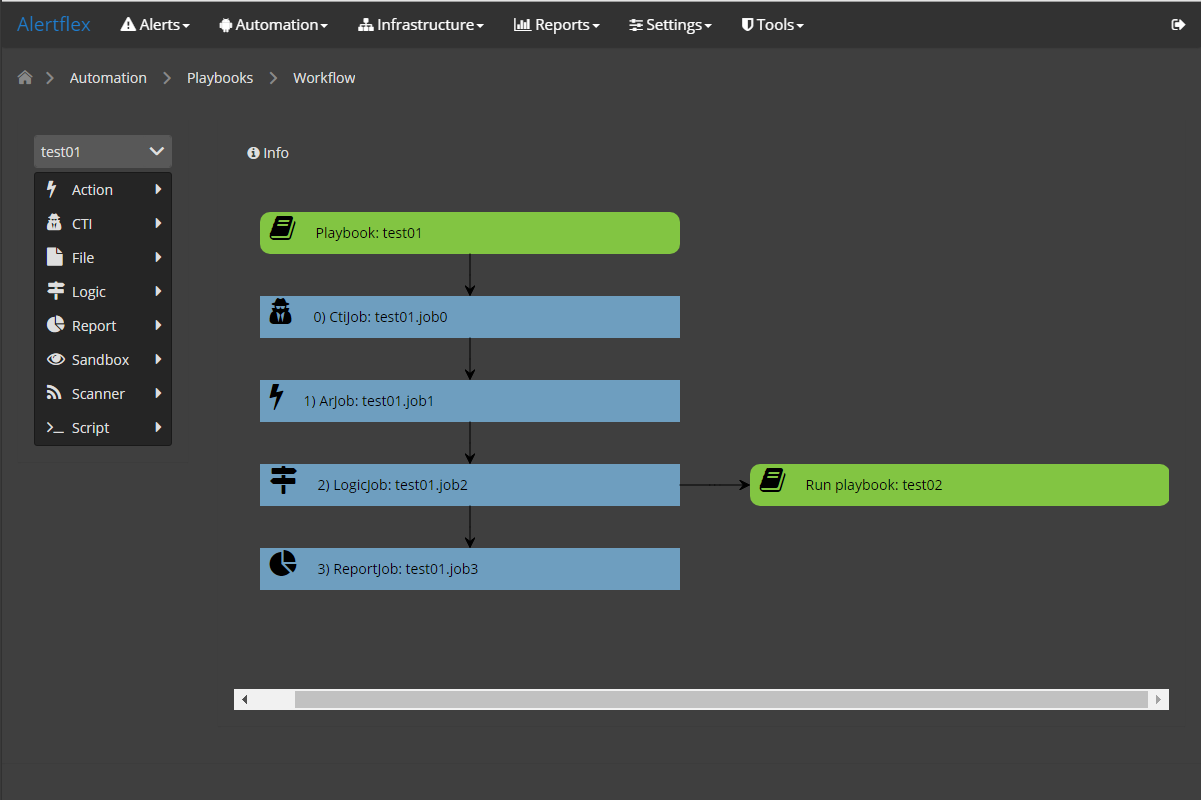 Alertflex Alerts Automation Infrastructure Reports Settings Tools
Automation Playbooks Workflow
test01
Info
Action
CTI
File
Logic
Report
Sandbox
Scanner
Script
Playbook: test01
0) CtiJob: test01.job0
1) ArJob: test01.job1
2) LogicJob: test01.job2
Run playbook: test02
3) ReportJob: test01.job3